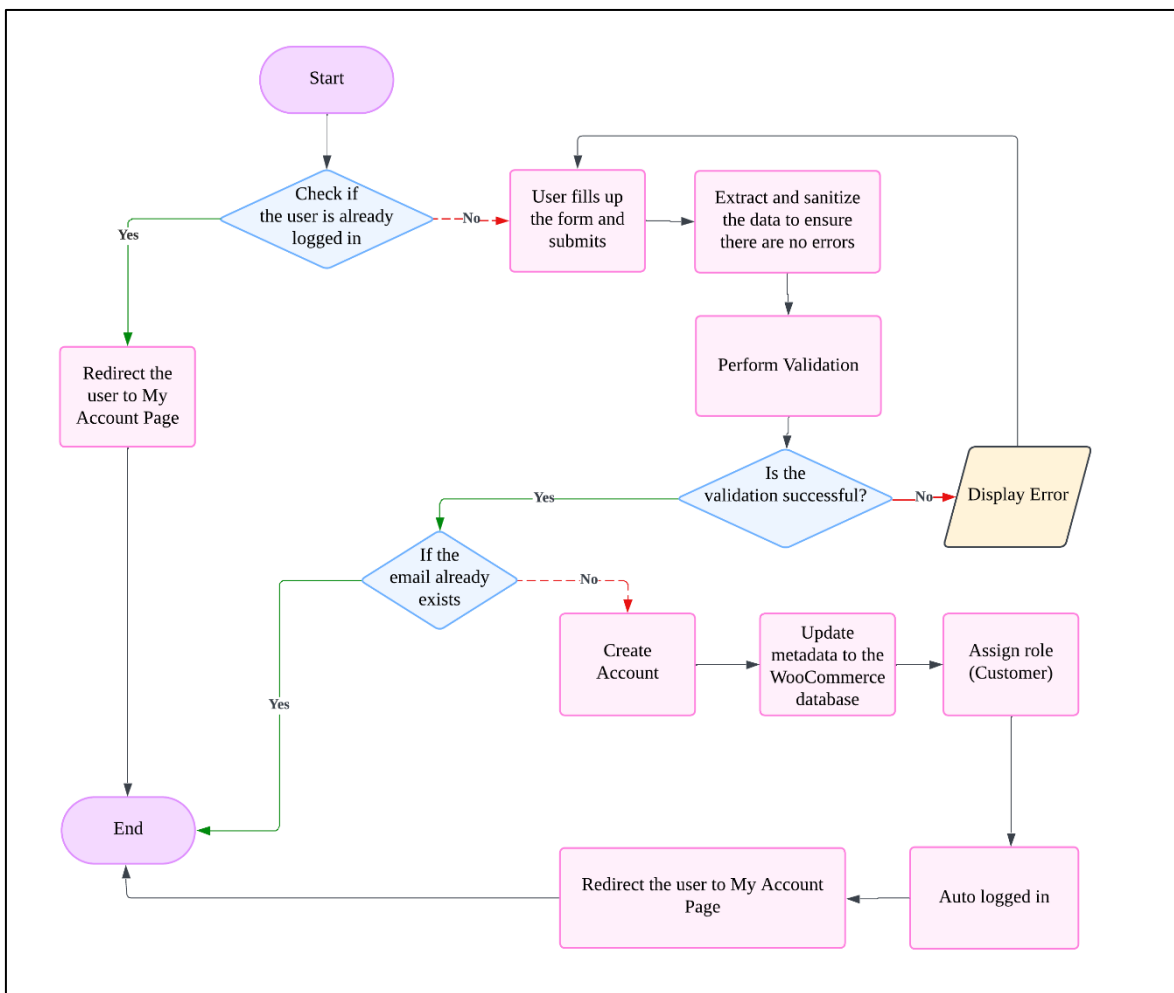 Start
Check if
the user is already
logged in
Yes
No
User fills up
the form and
submits
Extract and sanitize
the data to ensure
there are no errors
Redirect the
user to My
Account Page
Perform Validation
Is the
validation successful?
Yes
No
Display Error
If the
email already
exists
No
Yes
Create
Account
Update
metadata to the
WooCommerce
database
Assign role
(Customer)
End
Redirect the user to My Account
Page
Auto logged in